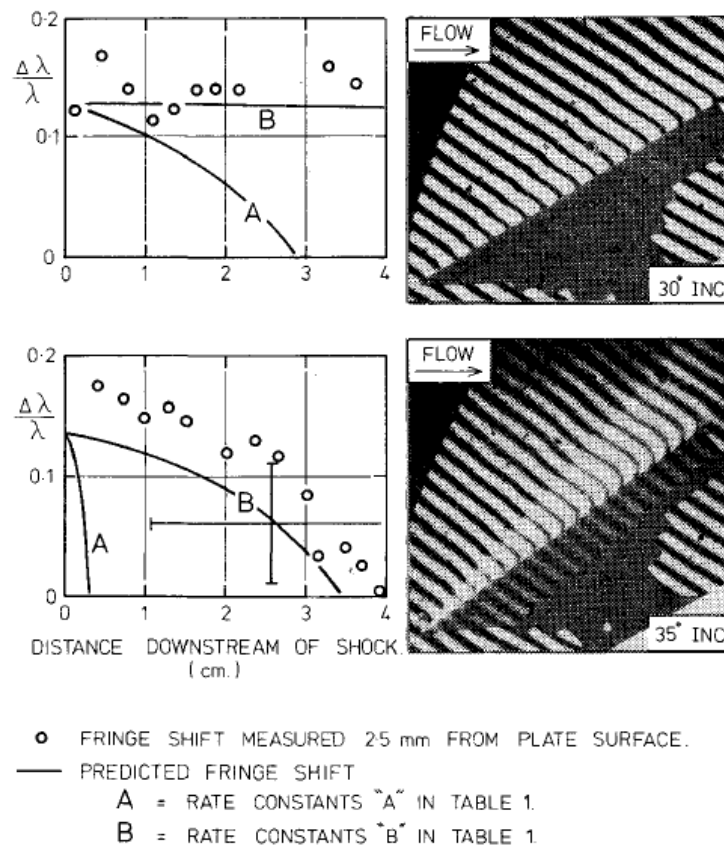 0·2
Δλ
λ
0·1
0
B
A
0 1 2 3 4
FLOW
30° INC
0·2
Δλ
λ
0·1
0
A
B
0 1 2 3 4
FLOW
35° INC
DISTANCE DOWNSTREAM OF SHOCK.
(cm.)
o FRINGE SHIFT MEASURED 2·5 mm FROM PLATE SURFACE.
— PREDICTED FRINGE SHIFT
A = RATE CONSTANTS "A" IN TABLE 1.
B = RATE CONSTANTS "B" IN TABLE 1.